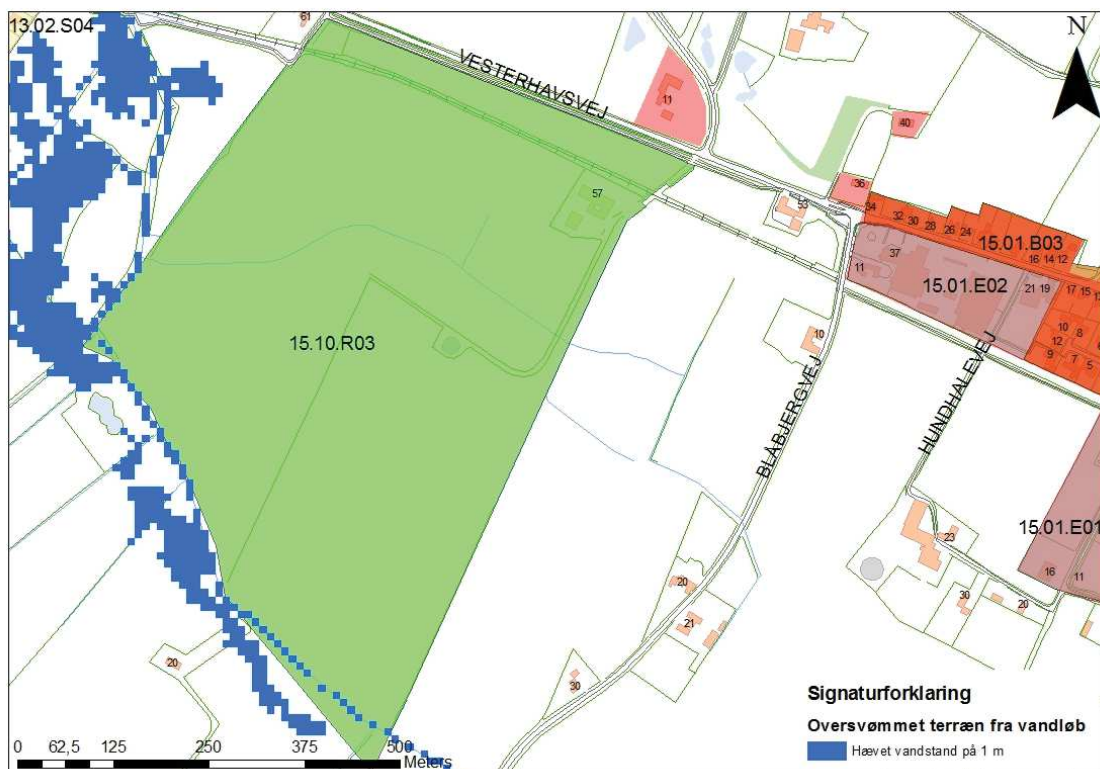 13.02.S04
61
N
VESTERHAVSVEJ
11
40
36
57
53
34
32 30 28 26 24
15.01.B03
16 14 12
37
11
15.01.E02
21 19
17 15
10
8
12
9
7
5
10
15.10.R03
BLÅBJERGVEJ
HUNDHALEVEJ
15.01.E01
23
16
11
20
30
20
21
20
30
Signaturforklaring
Oversvømmet terræn fra vandløb
Hævet vandstand på 1 m
0 62,5 125 250 375 500
Meters